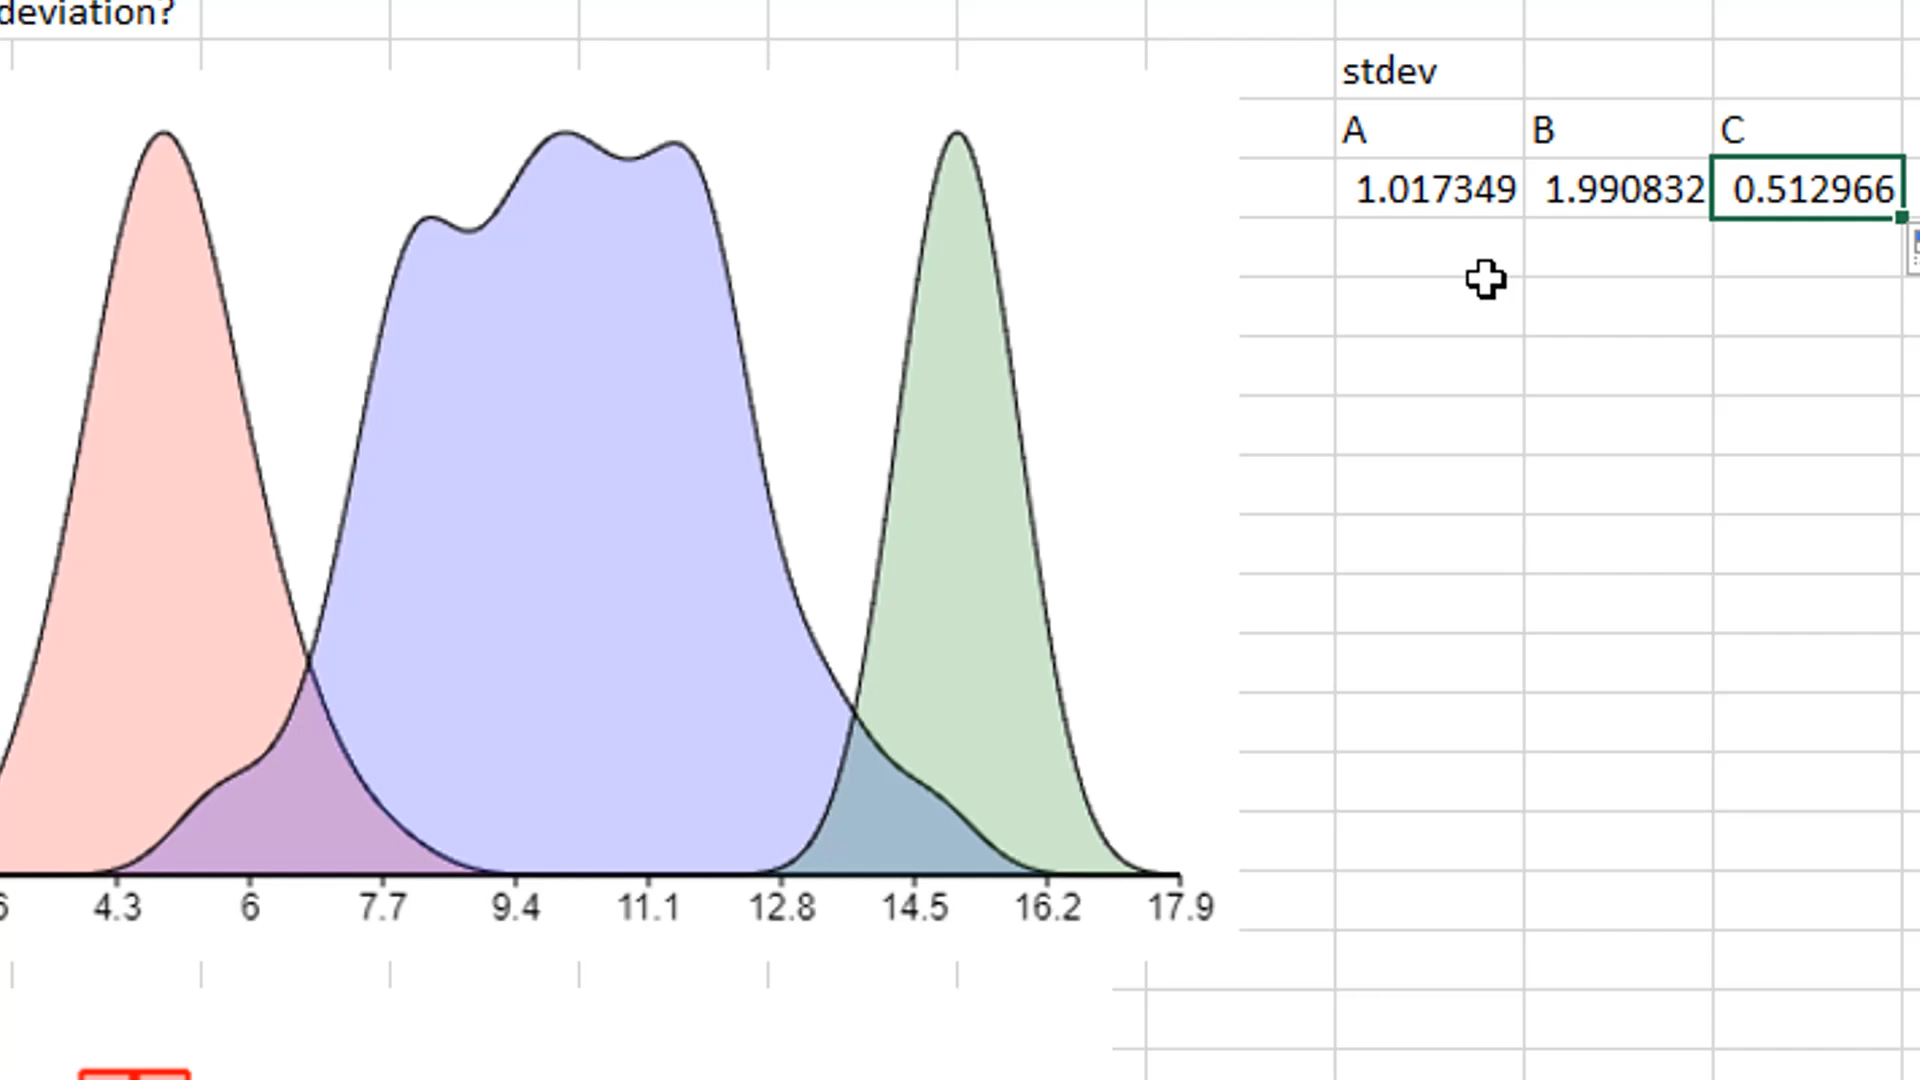 deviation?
stdev
A B C
1.017349 1.990832 0.512966
4.3 6 7.7 9.4 11.1 12.8 14.5 16.2 17.9